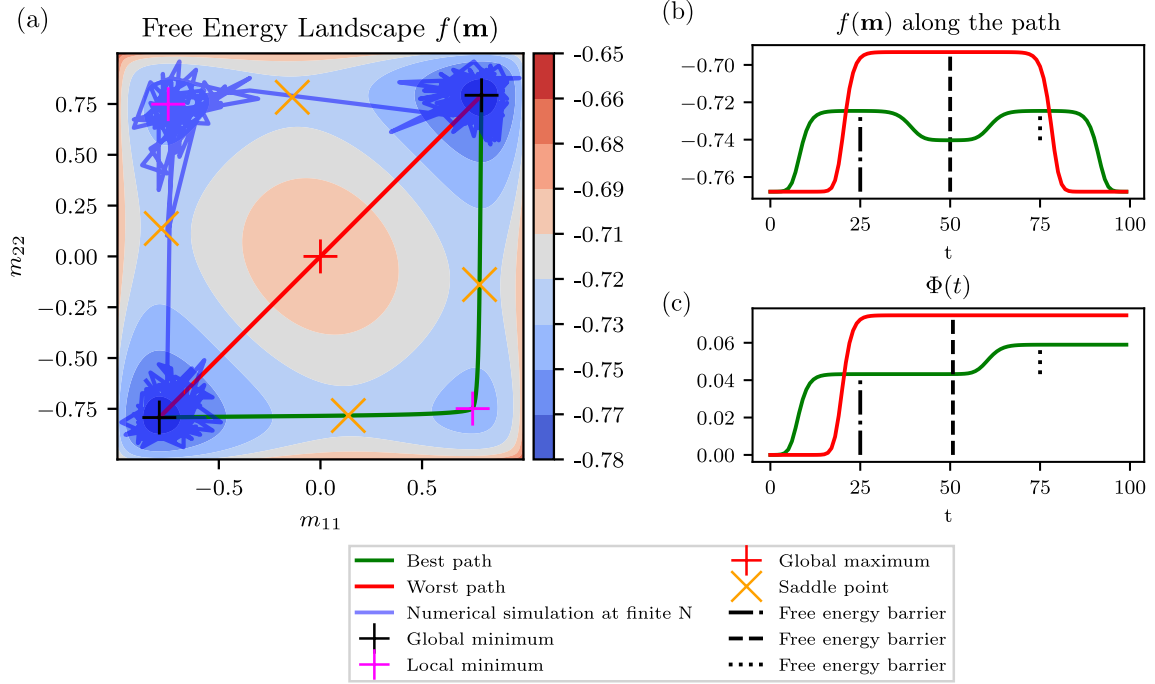 (a)
Free Energy Landscape f(m)
0.75
0.50
0.25
0.00
−0.25
−0.50
−0.75
m22
−0.5
0.0
0.5
m11
-0.65
-0.66
-0.68
-0.69
-0.71
-0.72
-0.73
-0.75
-0.77
-0.78
(b)
f(m) along the path
−0.70
−0.72
−0.74
−0.76
0
25
50
75
100
t
(c)
Φ(t)
0.06
0.04
0.02
0.00
0
25
50
75
100
t
Best path
Worst path
Numerical simulation at finite N
Global minimum
Local minimum
Global maximum
Saddle point
Free energy barrier
Free energy barrier
Free energy barrier